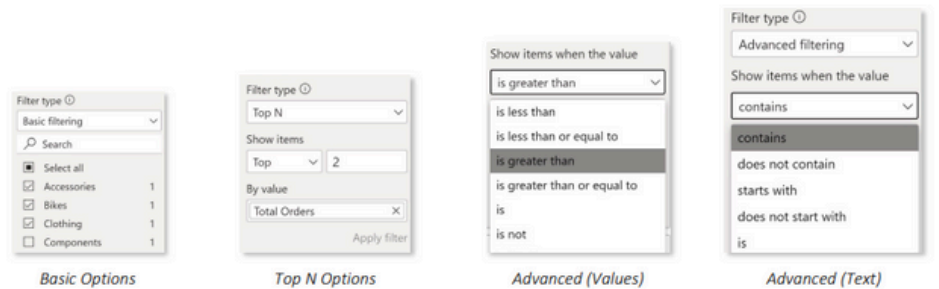 Filter type
Basic filtering
Search
Select all
Accessories 1
Bikes 1
Clothing 1
Components 1
Basic Options
Filter type
Top N
Show items
Top 2
By value
Total Orders
Apply filter
Top N Options
Show items when the value
is greater than
is less than
is less than or equal to
is greater than
is greater than or equal to
is
is not
Advanced (Values)
Filter type
Advanced filtering
Show items when the value
contains
contains
does not contain
starts with
does not start with
is
Advanced (Text)